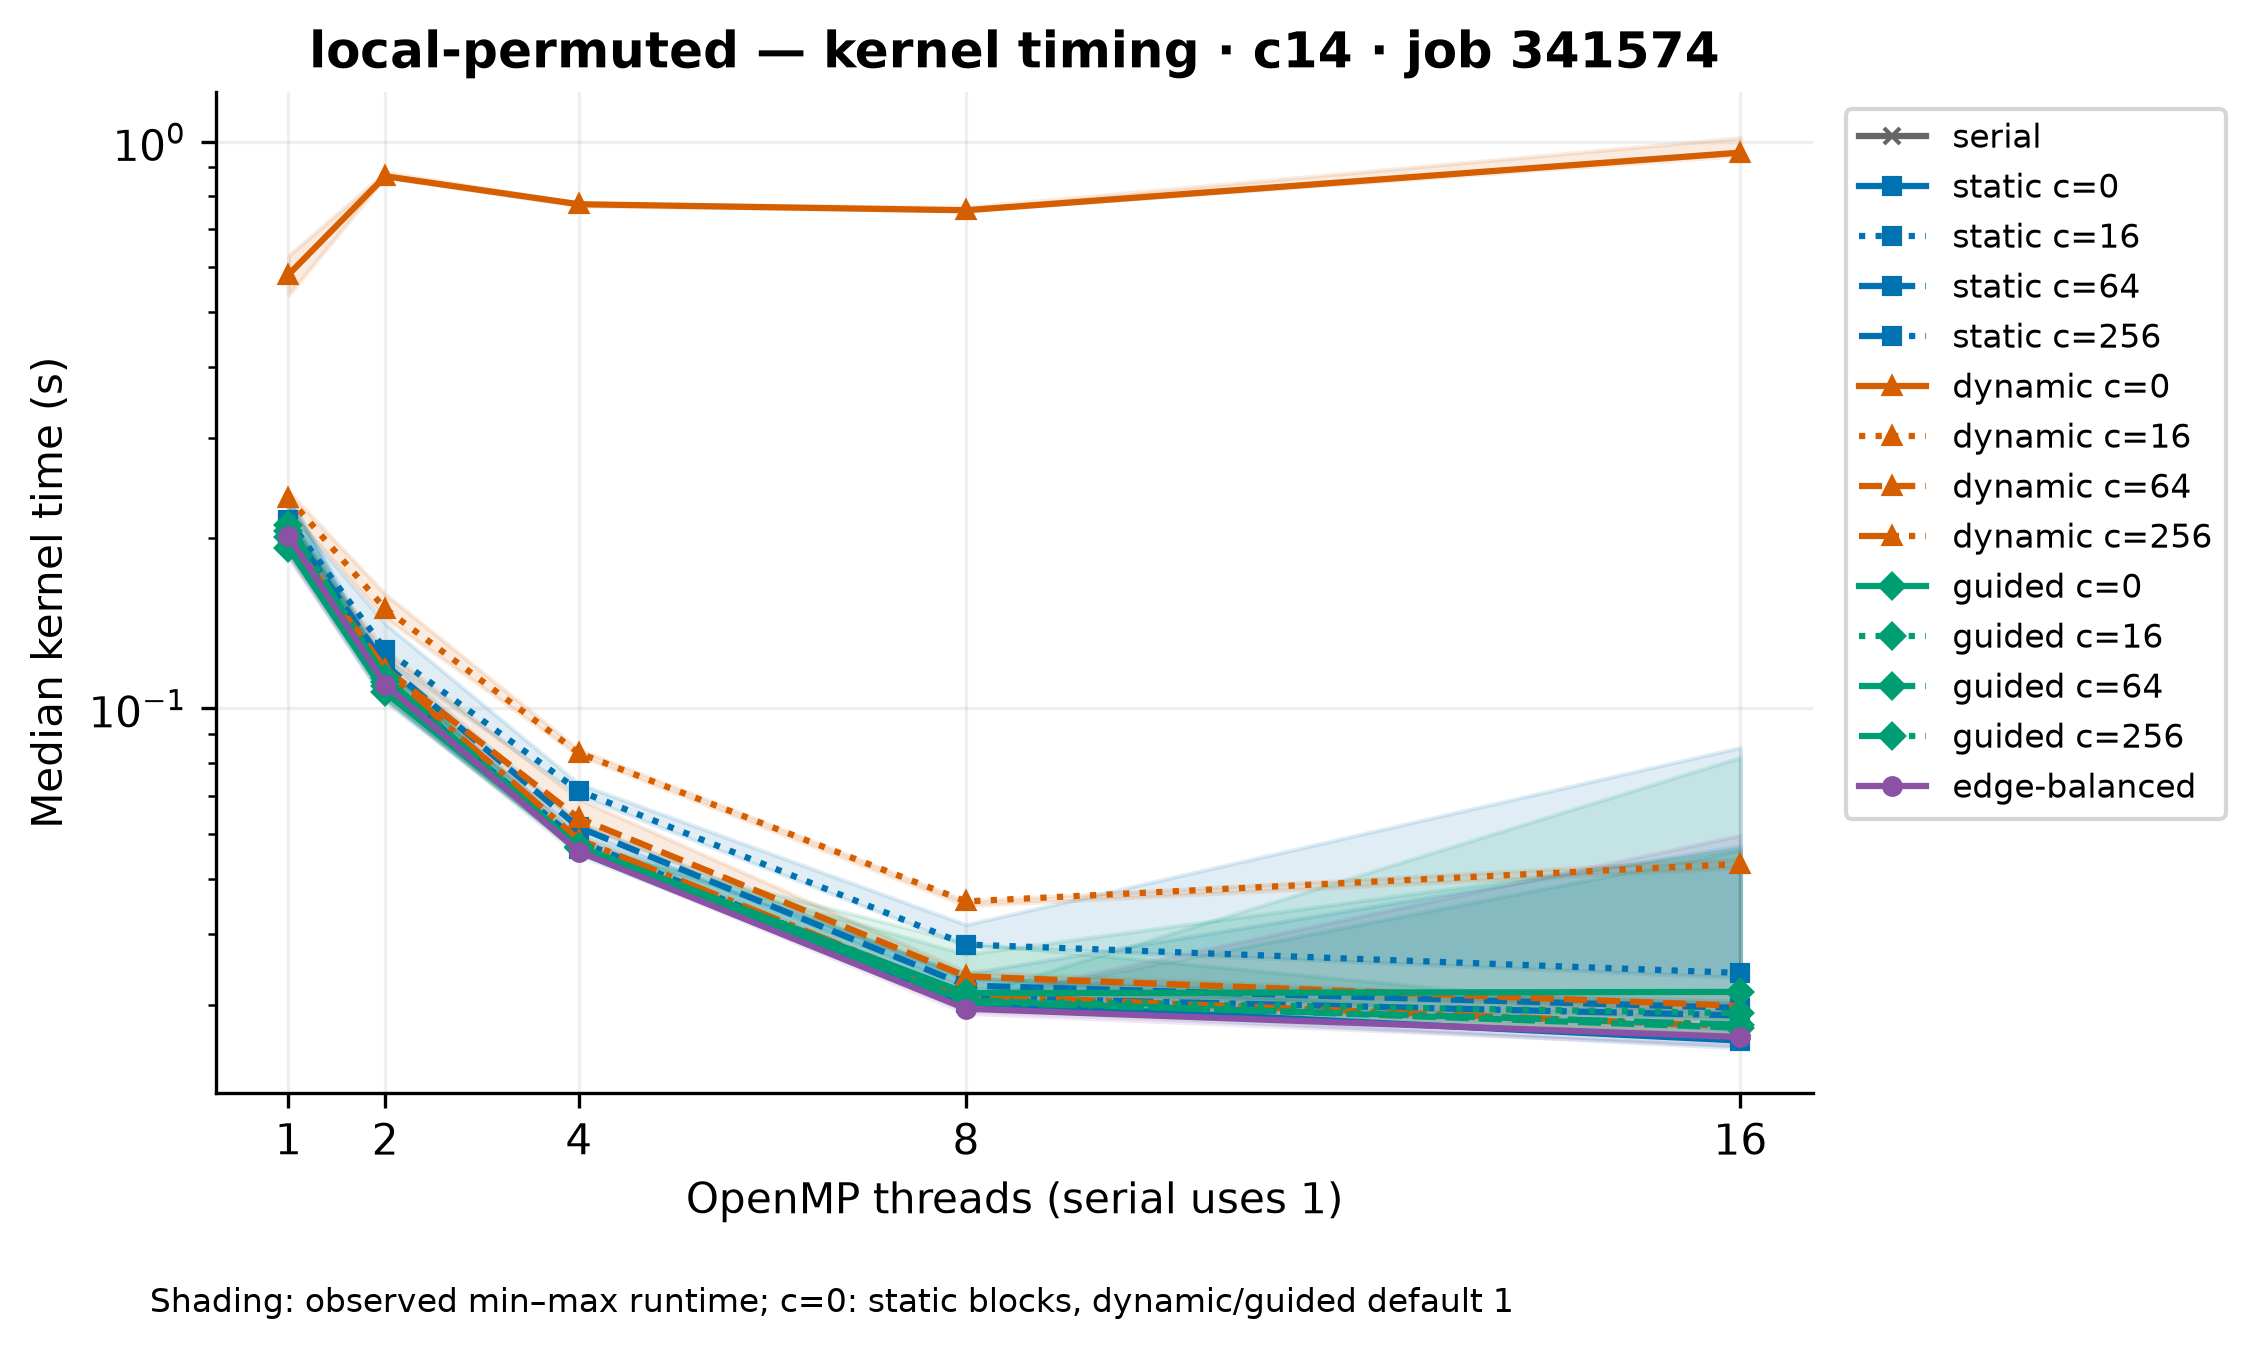 local-permuted — kernel timing · c14 · job 341574
Median kernel time (s)
10⁰
10⁻¹
1 2 4 8 16
OpenMP threads (serial uses 1)
serial
static c=0
static c=16
static c=64
static c=256
dynamic c=0
dynamic c=16
dynamic c=64
dynamic c=256
guided c=0
guided c=16
guided c=64
guided c=256
edge-balanced
Shading: observed min–max runtime; c=0: static blocks, dynamic/guided default 1